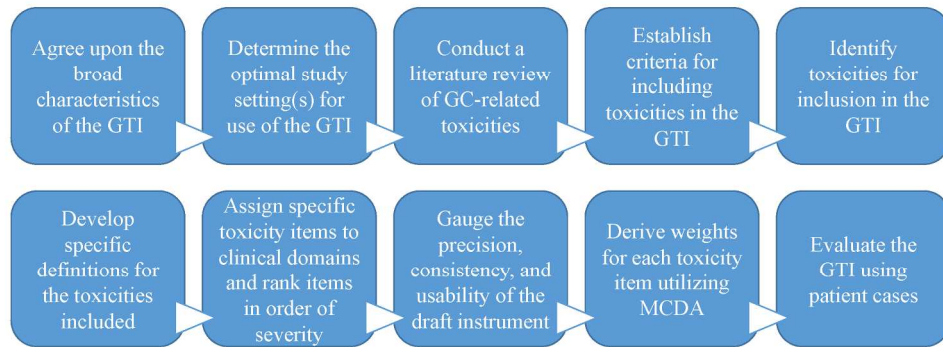 Agree upon the
broad
characteristics
of the GTI
Determine the
optimal study
setting(s) for
use of the GTI
Conduct a
literature review
of GC-related
toxicities
Establish
criteria for
including
toxicities in the
GTI
Identify
toxicities for
inclusion in the
GTI
Develop
specific
definitions for
the toxicities
included
Assign specific
toxicity items to
clinical domains
and rank items
in order of
severity
Gauge the
precision,
consistency, and
usability of the
draft instrument
Derive weights
for each toxicity
item utilizing
MCDA
Evaluate the
GTI using
patient cases